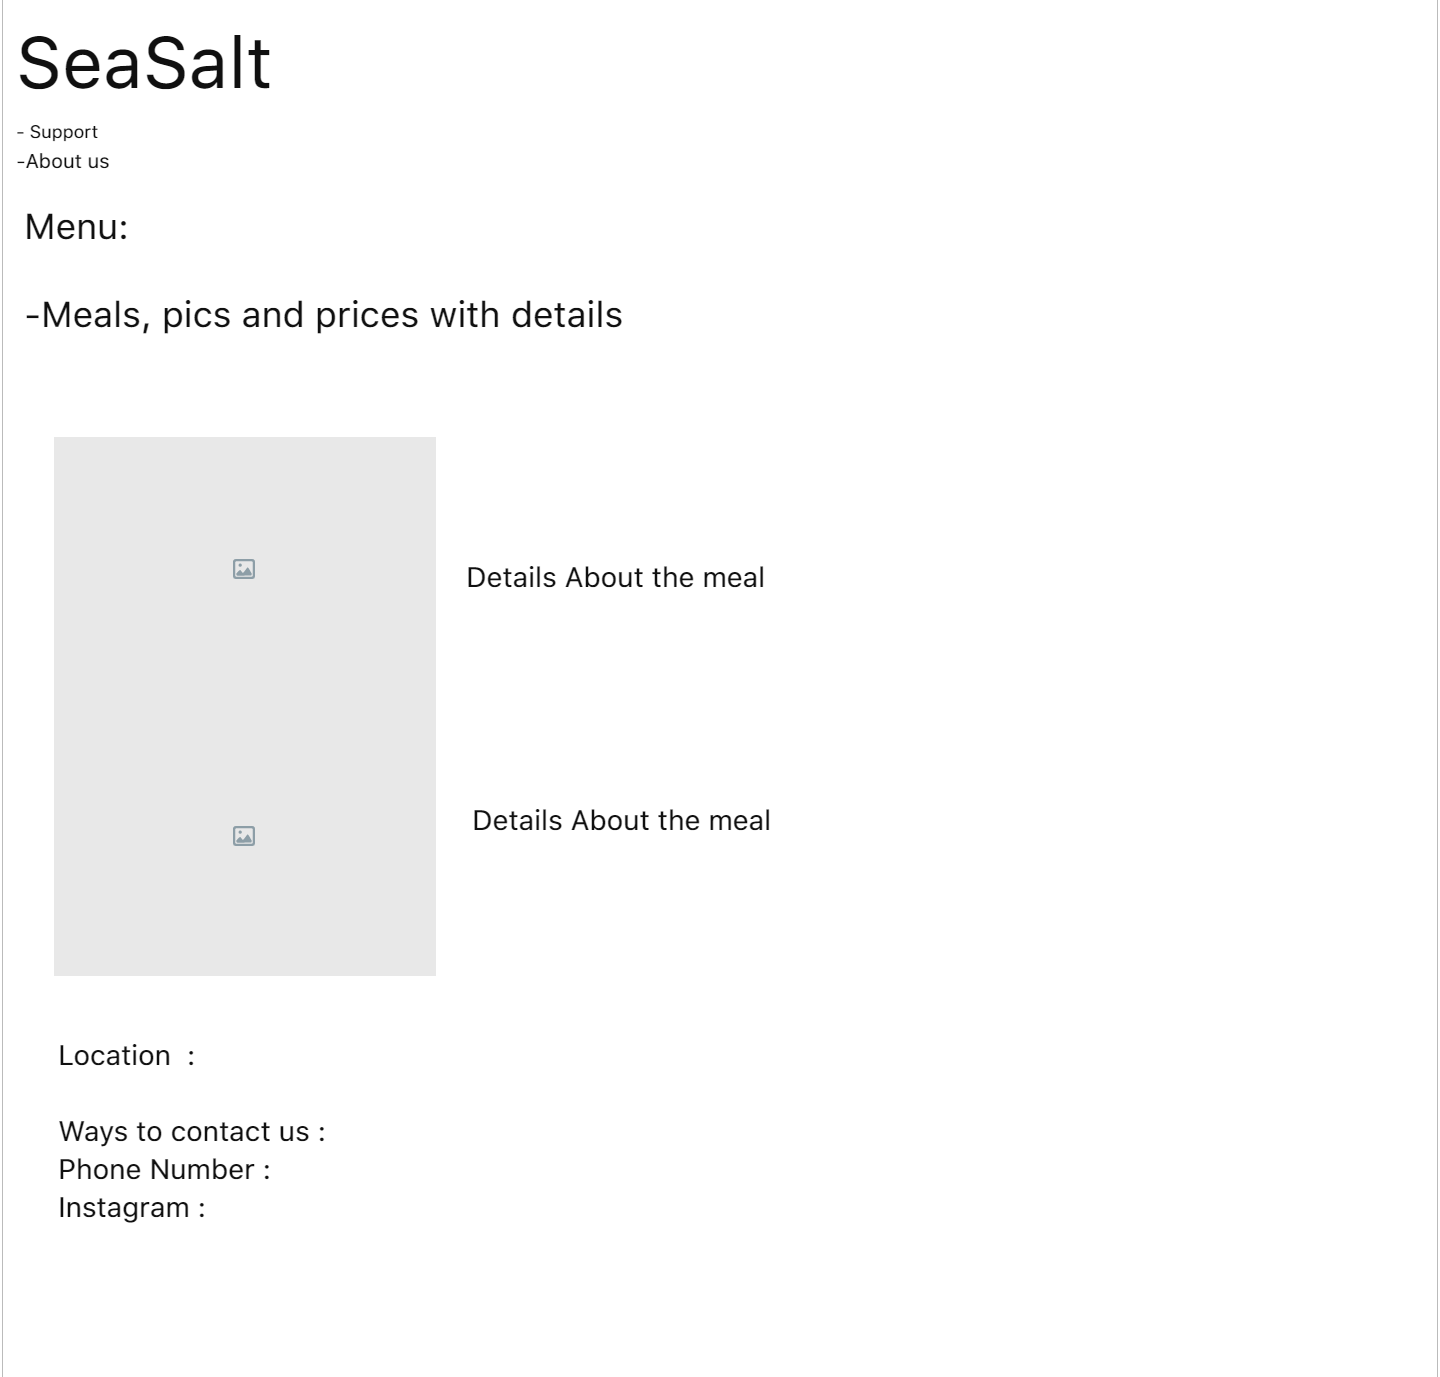 SeaSalt
- Support
-About us
Menu:
-Meals, pics and prices with details
Details About the meal
Details About the meal
Location  :
Ways to contact us :
Phone Number :
Instagram :